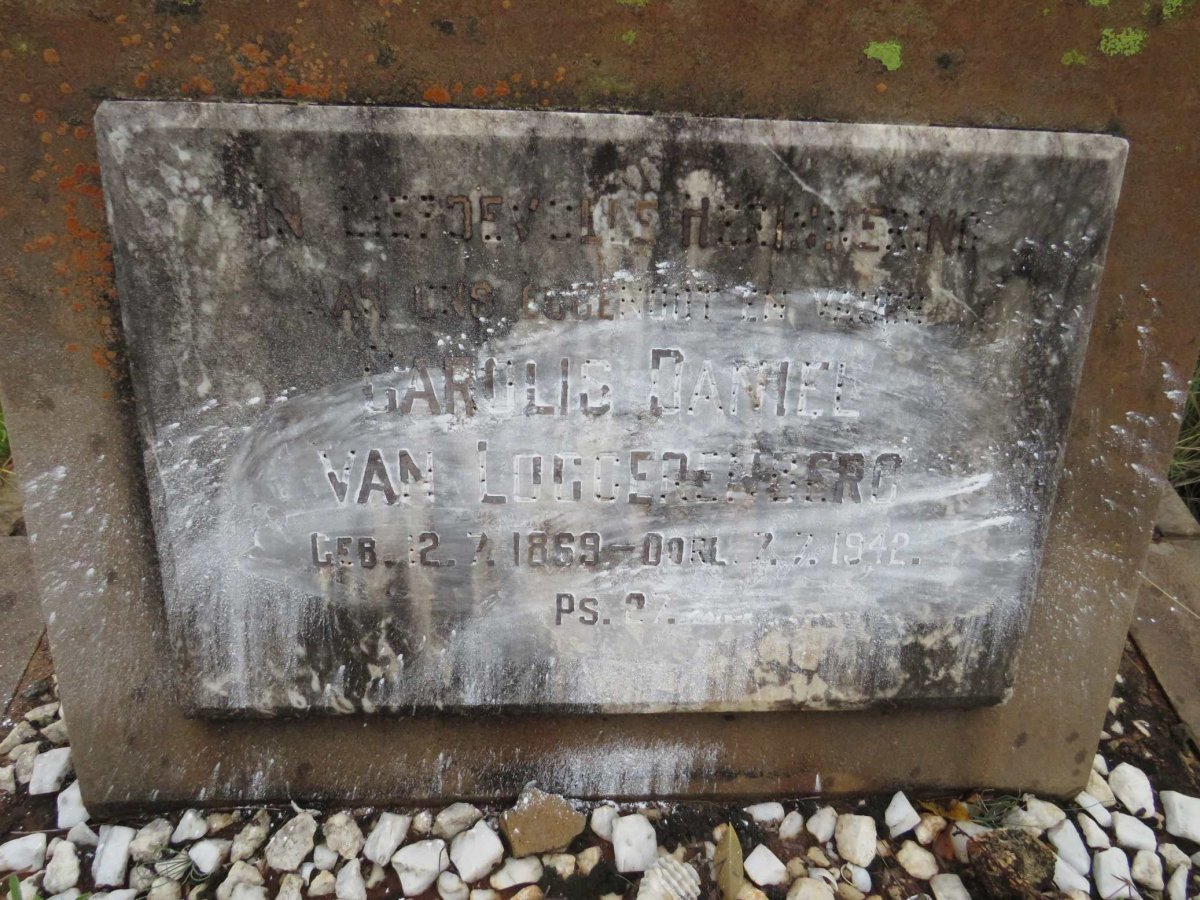 IN LIEFDEVOLLE HERINNERING
VAN ONS EGGENOOT EN VADER
CAROLIS DANIEL
VAN LOGGERENBERG
GEB. 12. 7. 1869 – OORL. 7. 7. 1942.
PS. 27.